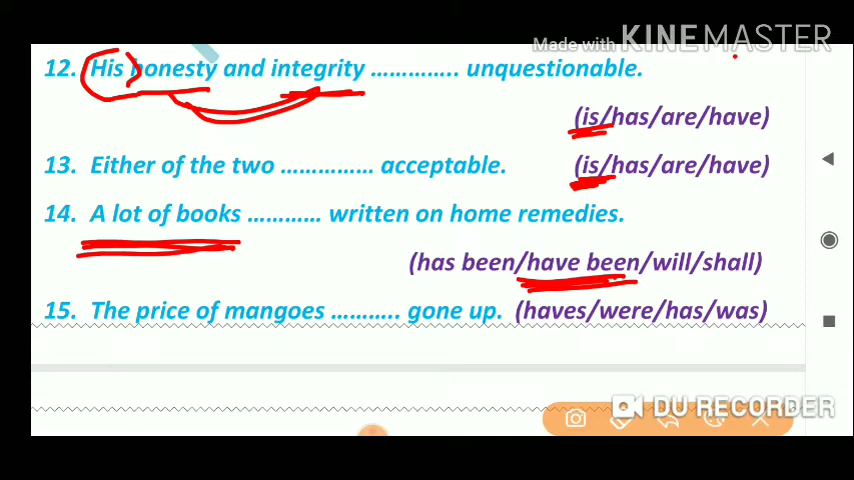 Made with KINEMASTER
12. His honesty and integrity ………….. unquestionable.
(is/has/are/have)
13. Either of the two …………… acceptable. (is/has/are/have)
14. A lot of books ………… written on home remedies.
(has been/have been/will/shall)
15. The price of mangoes ……….. gone up. (haves/were/has/was)
DU RECORDER